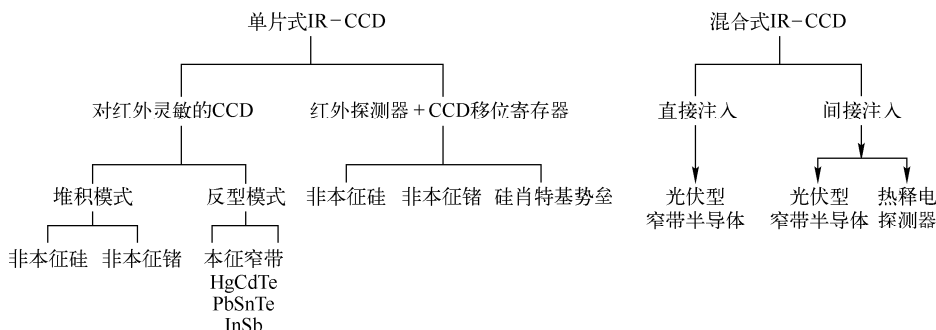 单片式IR-CCD
混合式IR-CCD
对红外灵敏的CCD
红外探测器+CCD移位寄存器
直接注入
间接注入
堆积模式
反型模式
非本征硅
非本征锗
硅肖特基势垒
光伏型
窄带半导体
光伏型
窄带半导体
热释电
探测器
非本征硅
非本征锗
本征窄带
HgCdTe
PbSnTe
InSb